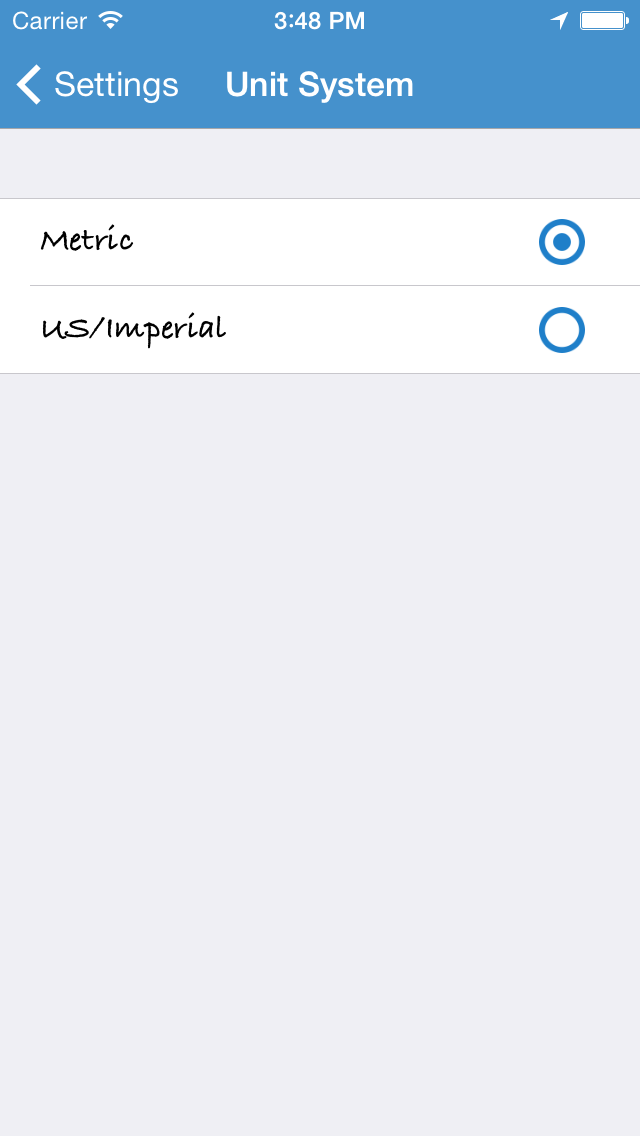 Carrier 3:48 PM
Settings Unit System
Metric
US/Imperial